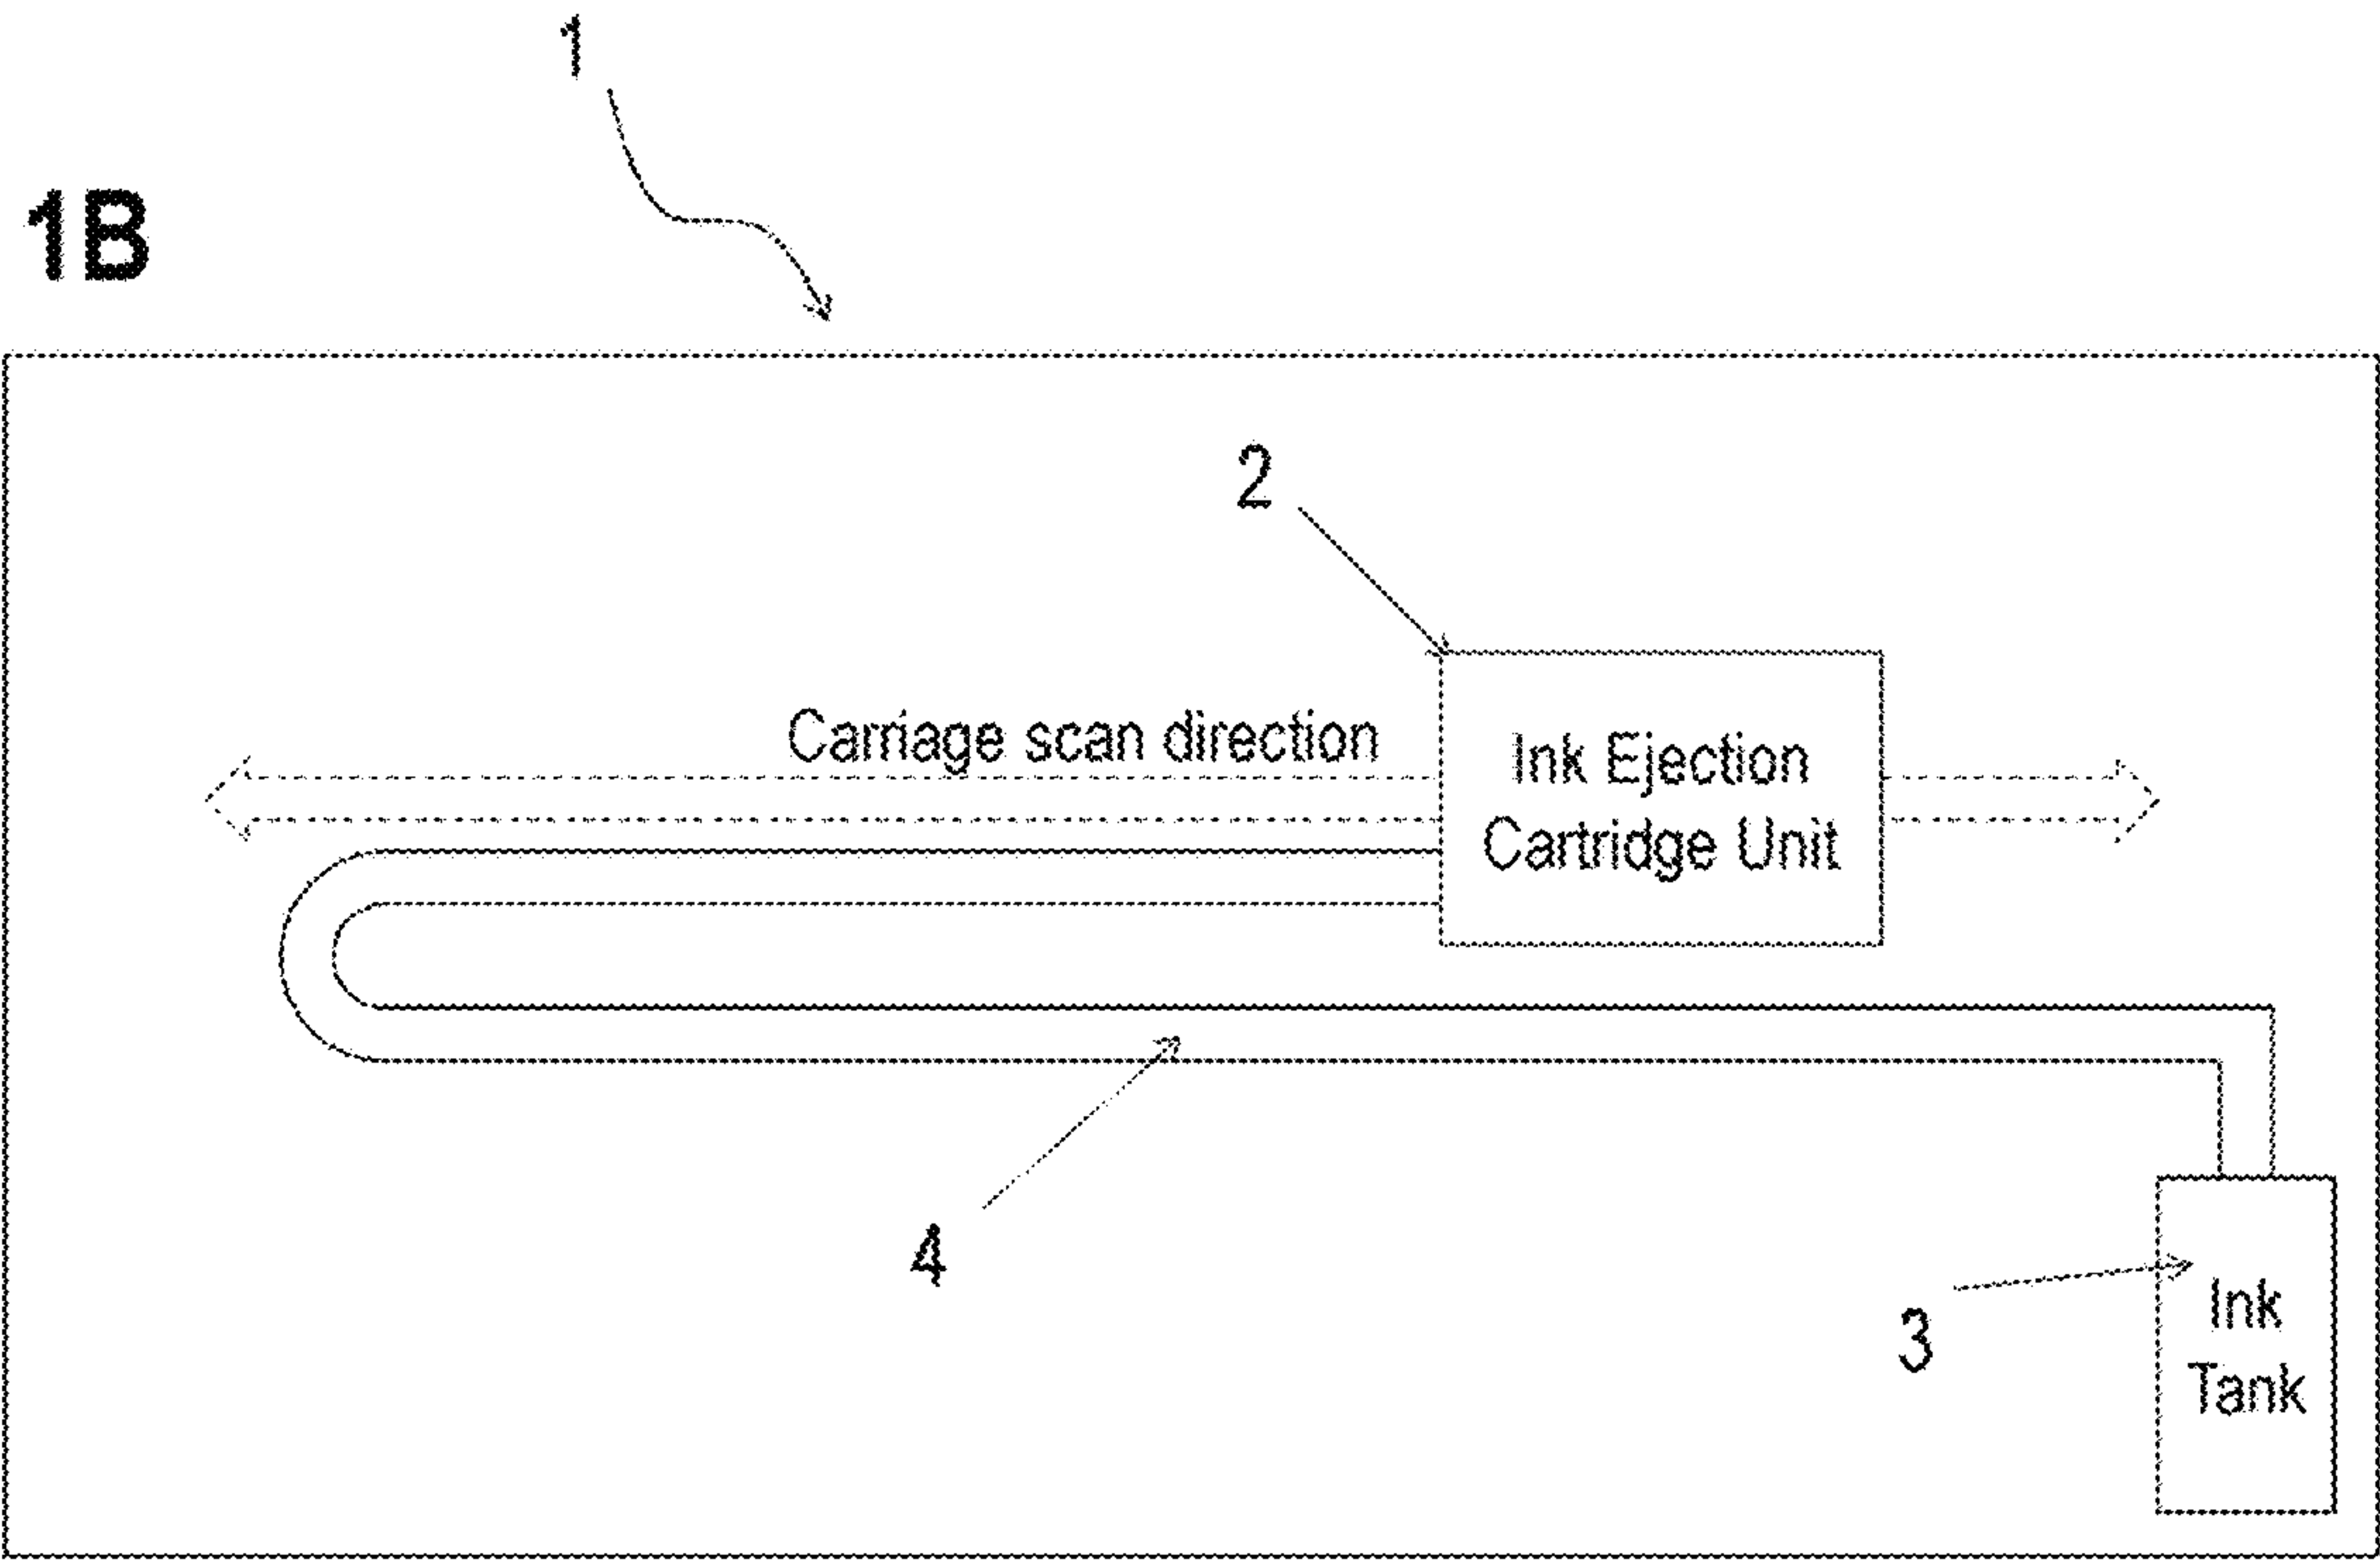 1
1B
2
Carriage scan direction
Ink Ejection
Cartridge Unit
4
3
Ink
Tank